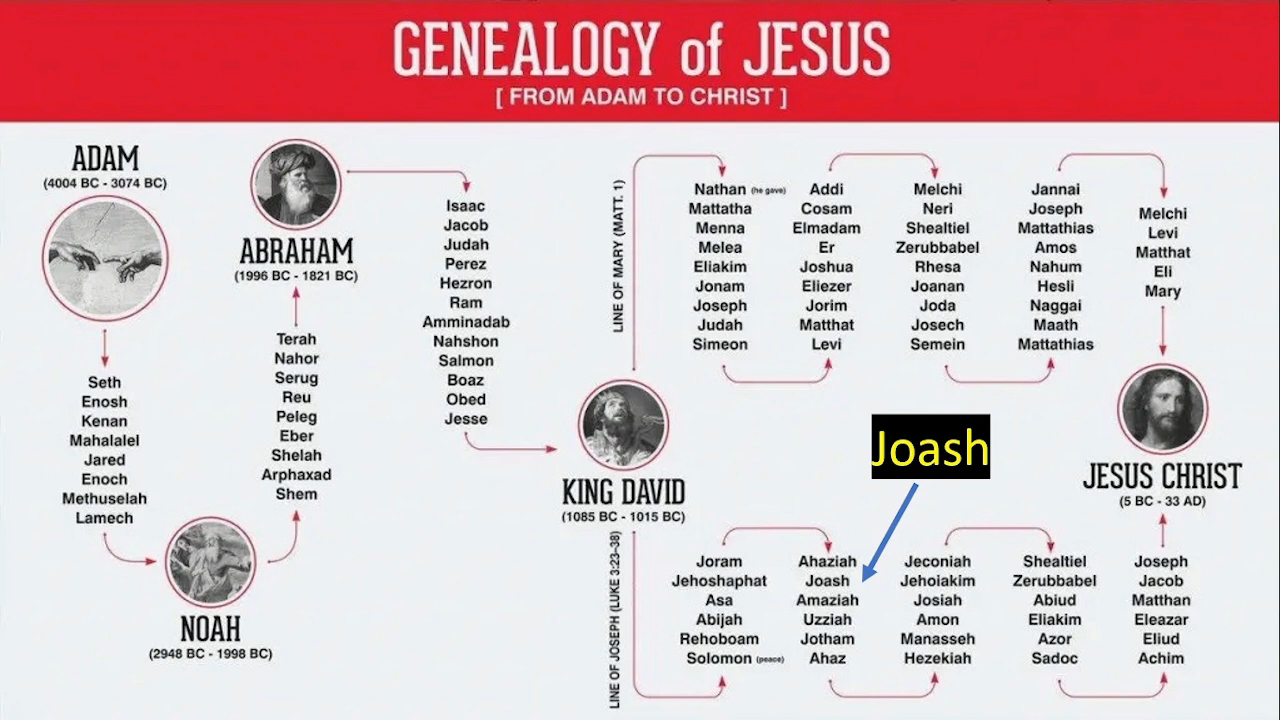 GENEALOGY of JESUS
[ FROM ADAM TO CHRIST ]
ADAM
(4004 BC - 3074 BC)
Seth
Enosh
Kenan
Mahalalel
Jared
Enoch
Methuselah
Lamech
NOAH
(2948 BC - 1998 BC)
ABRAHAM
(1996 BC - 1821 BC)
Terah
Nahor
Serug
Reu
Peleg
Eber
Shelah
Arphaxad
Shem
Isaac
Jacob
Judah
Perez
Hezron
Ram
Amminadab
Nahshon
Salmon
Boaz
Obed
Jesse
KING DAVID
(1085 BC - 1015 BC)
LINE OF MARY (MATT. 1)
Nathan (he gave)
Mattatha
Menna
Melea
Eliakim
Jonam
Joseph
Judah
Simeon
Addi
Cosam
Elmadam
Er
Joshua
Eliezer
Jorim
Matthat
Levi
Melchi
Neri
Shealtiel
Zerubbabel
Rhesa
Joanan
Joda
Josech
Semein
Jannai
Joseph
Mattathias
Amos
Nahum
Hesli
Naggai
Maath
Mattathias
Melchi
Levi
Matthat
Eli
Mary
JESUS CHRIST
(5 BC - 33 AD)
Joash
LINE OF JOSEPH (LUKE 3:23–38)
Joram
Jehoshaphat
Asa
Abijah
Rehoboam
Solomon (peace)
Ahaziah
Joash
Amaziah
Uzziah
Jotham
Ahaz
Jeconiah
Jehoiakim
Josiah
Amon
Manasseh
Hezekiah
Shealtiel
Zerubbabel
Abiud
Eliakim
Azor
Sadoc
Joseph
Jacob
Matthan
Eleazar
Eliud
Achim